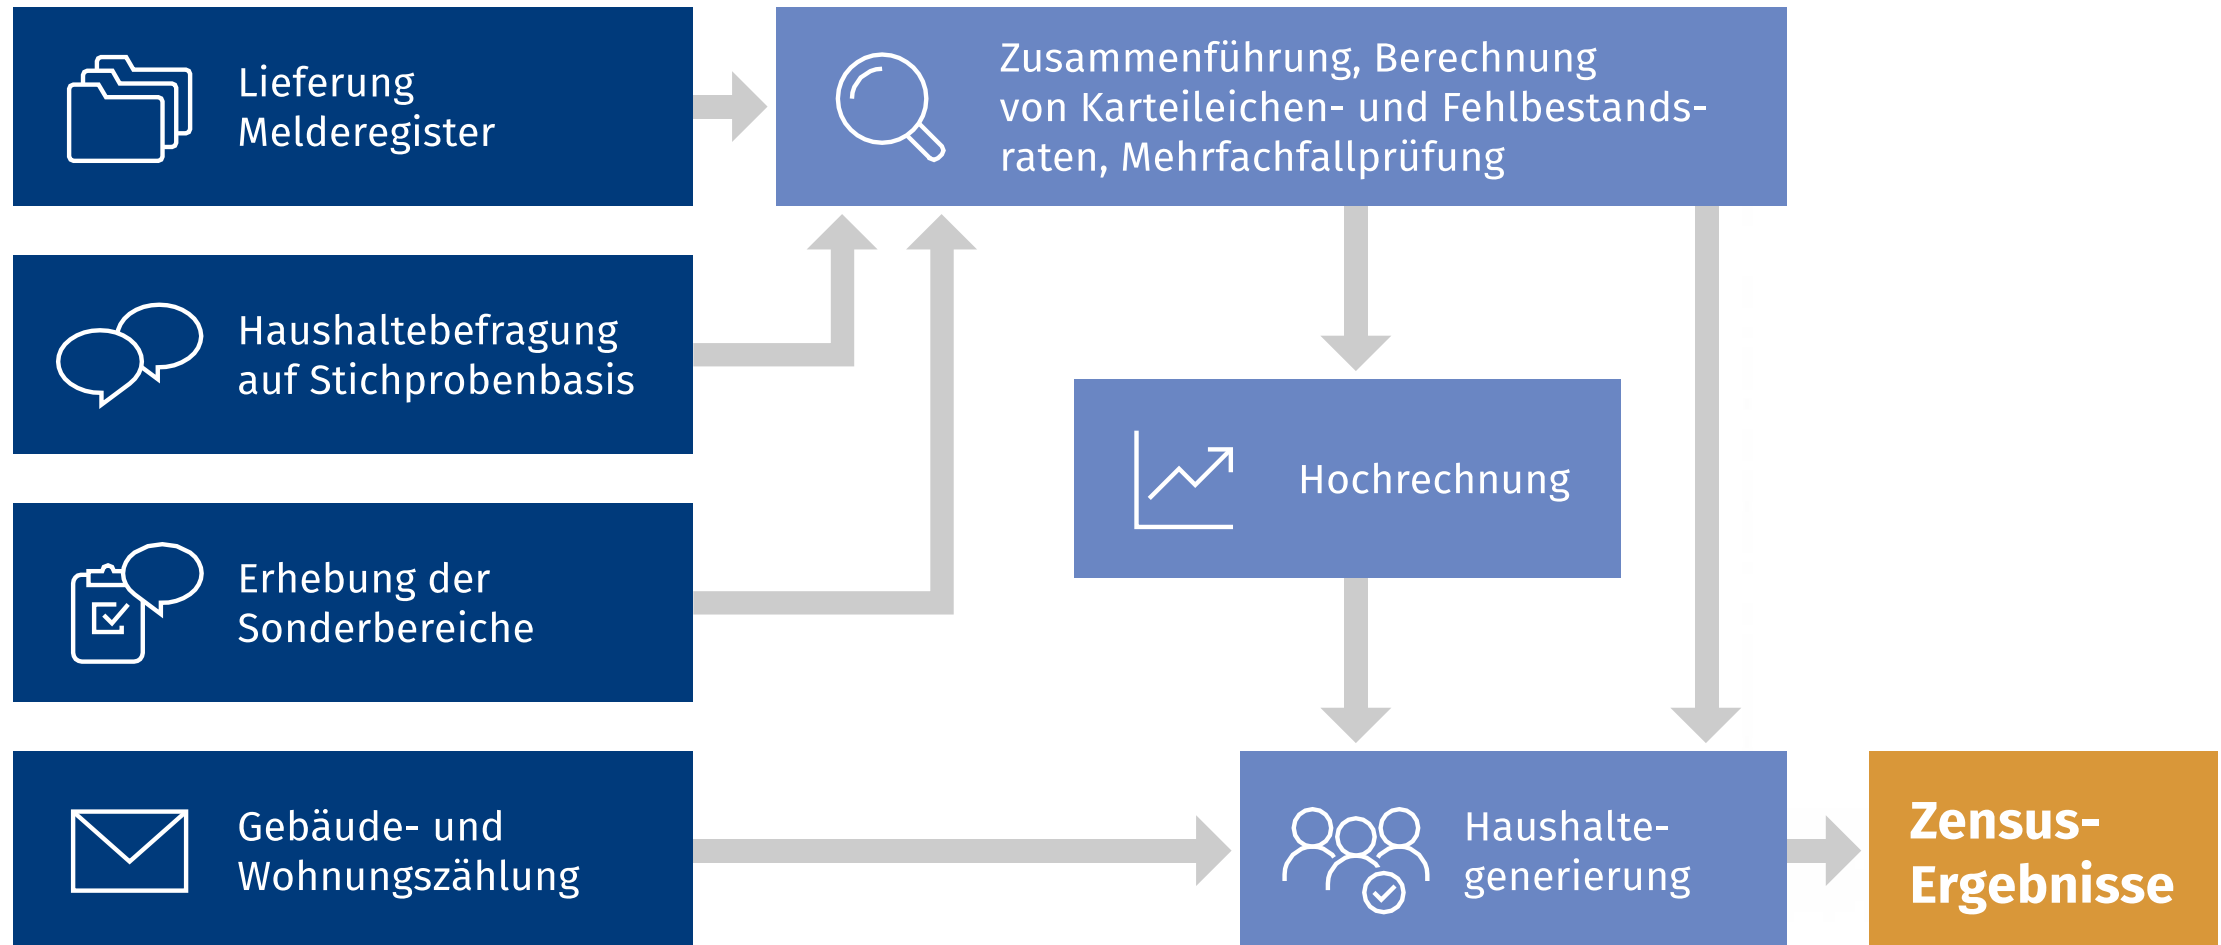 Lieferung
Melderegister
Zusammenführung, Berechnung
von Karteileichen- und Fehlbestands-
raten, Mehrfachfallprüfung
Haushaltebefragung
auf Stichprobenbasis
Hochrechnung
Erhebung der
Sonderbereiche
Gebäude- und
Wohnungszählung
Haushalte-
generierung
Zensus-
Ergebnisse